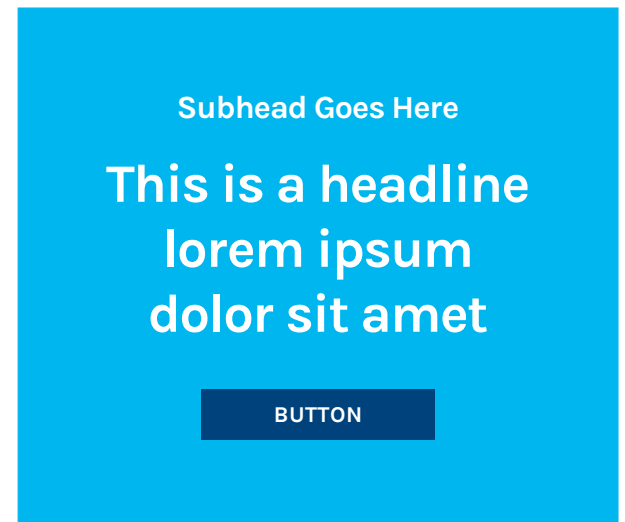 Subhead Goes Here
This is a headline
lorem ipsum
dolor sit amet
BUTTON